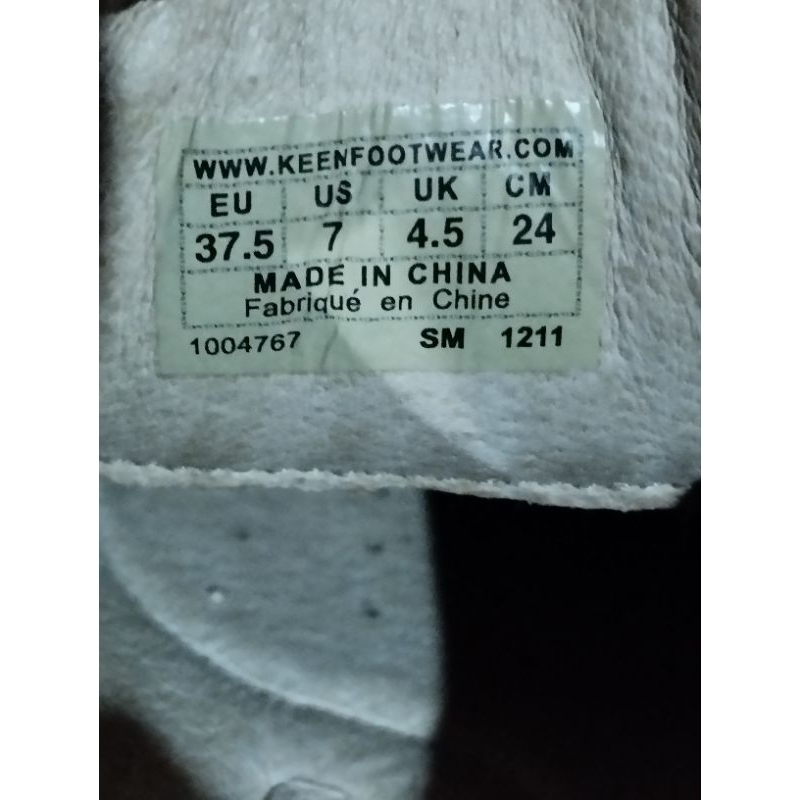 WWW.KEENFOOTWEAR.COM
EU US UK CM
37.5 7 4.5 24
MADE IN CHINA
Fabriqué en Chine
1004767 SM 1211